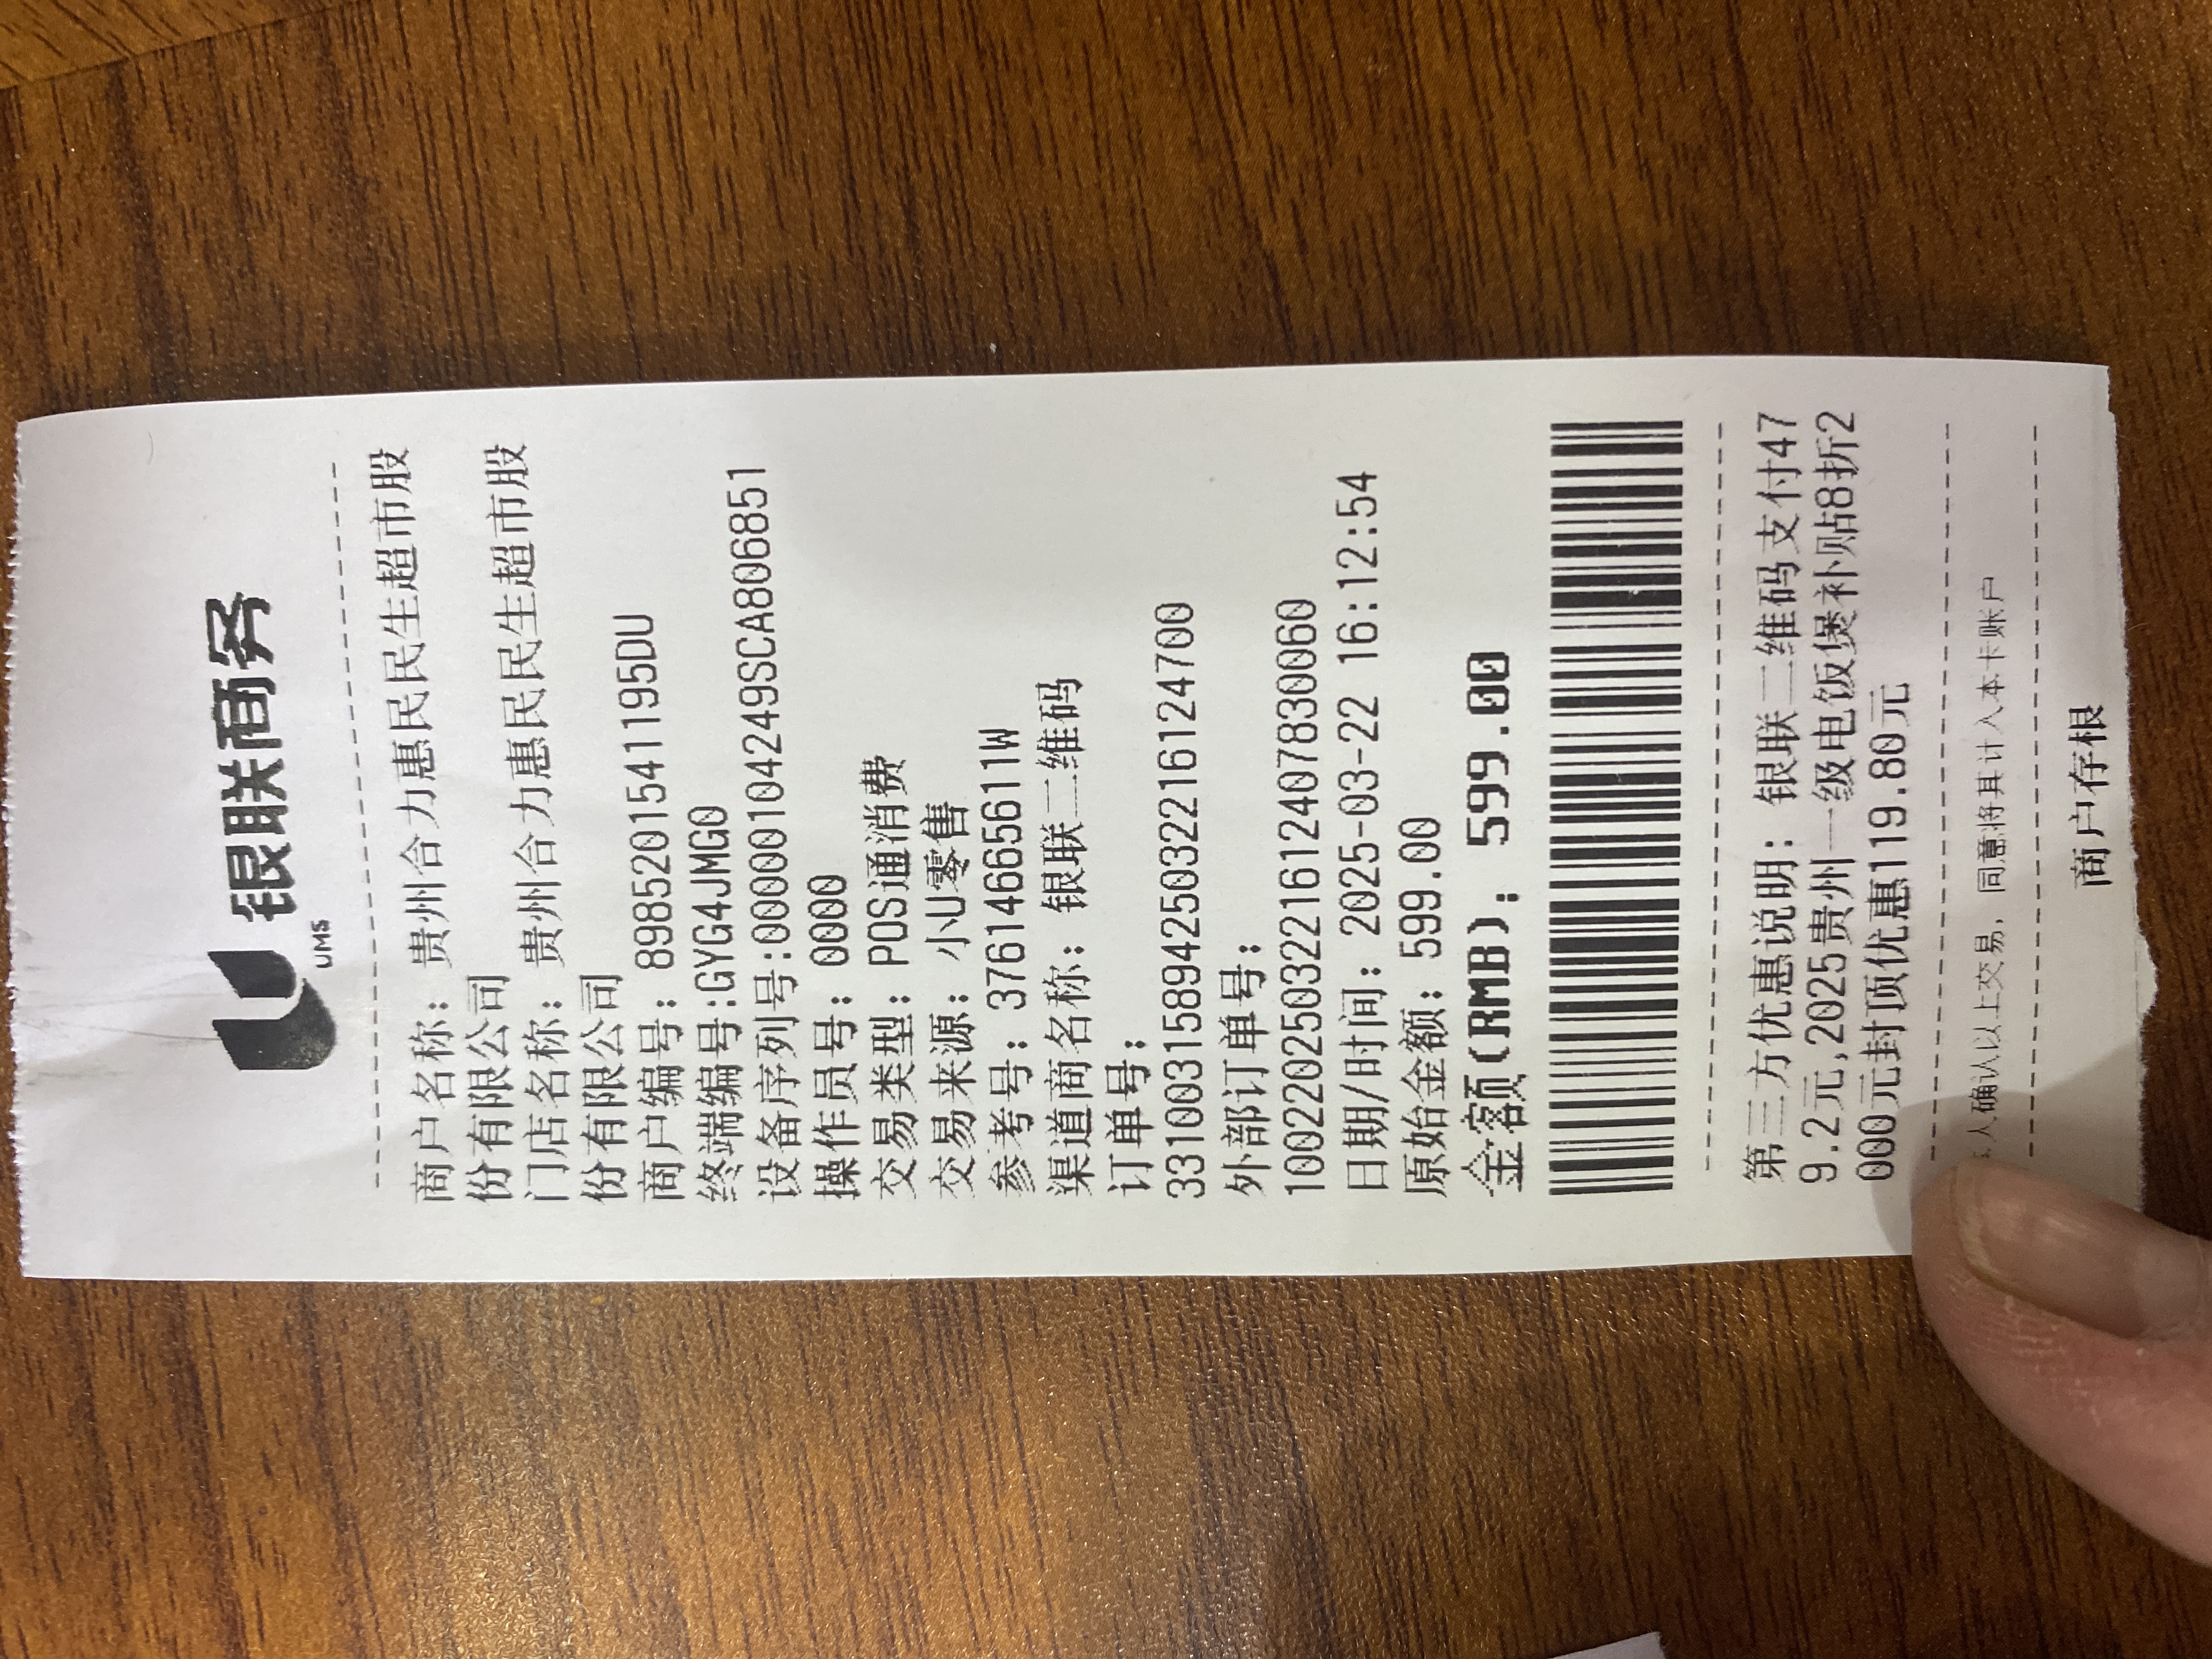 银联商务
UMS
商户名称：贵州合力惠民民生超市股
份有限公司
门店名称：贵州合力惠民民生超市股
份有限公司
商户编号：89852015411195DU
终端编号:GYG4JMG0
设备序列号:0000010424​9SCA806851
操作员号：0000
交易类型：POS通消费
交易来源：小U零售
参考号：37614665611W
渠道商名称：银联二维码
订单号：
33100315894250322161247​00
外部订单号：
10022025032216124078300​60
日期/时间：2025-03-22 16:12:54
原始金额：599.00
金额(RMB)：599.00
第三方优惠说明：银联二维码支付47
9.2元,2025贵州一级电饭煲补贴8折2
000元封顶优惠119.80元
人确认以上交易，同意将其计入本卡账户
商户存根